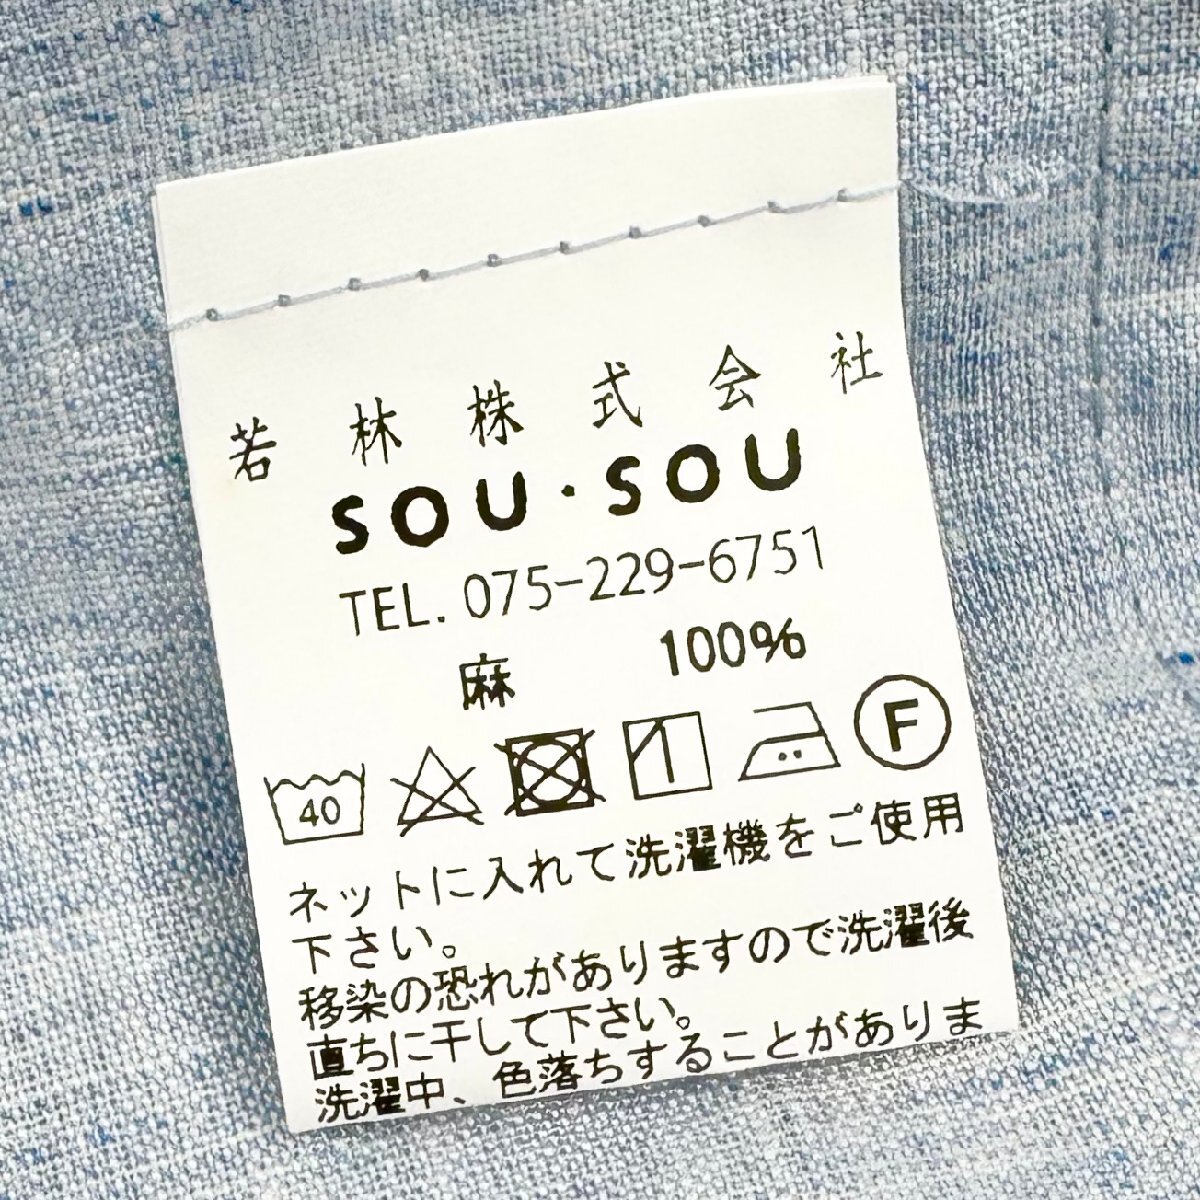 若林株式会社
SOU・SOU
TEL. 075-229-6751
麻 100%
40 F
ネットに入れて洗濯機をご使用
下さい。
移染の恐れがありますので洗濯後
直ちに干して下さい。
洗濯中、色落ちすることがありま